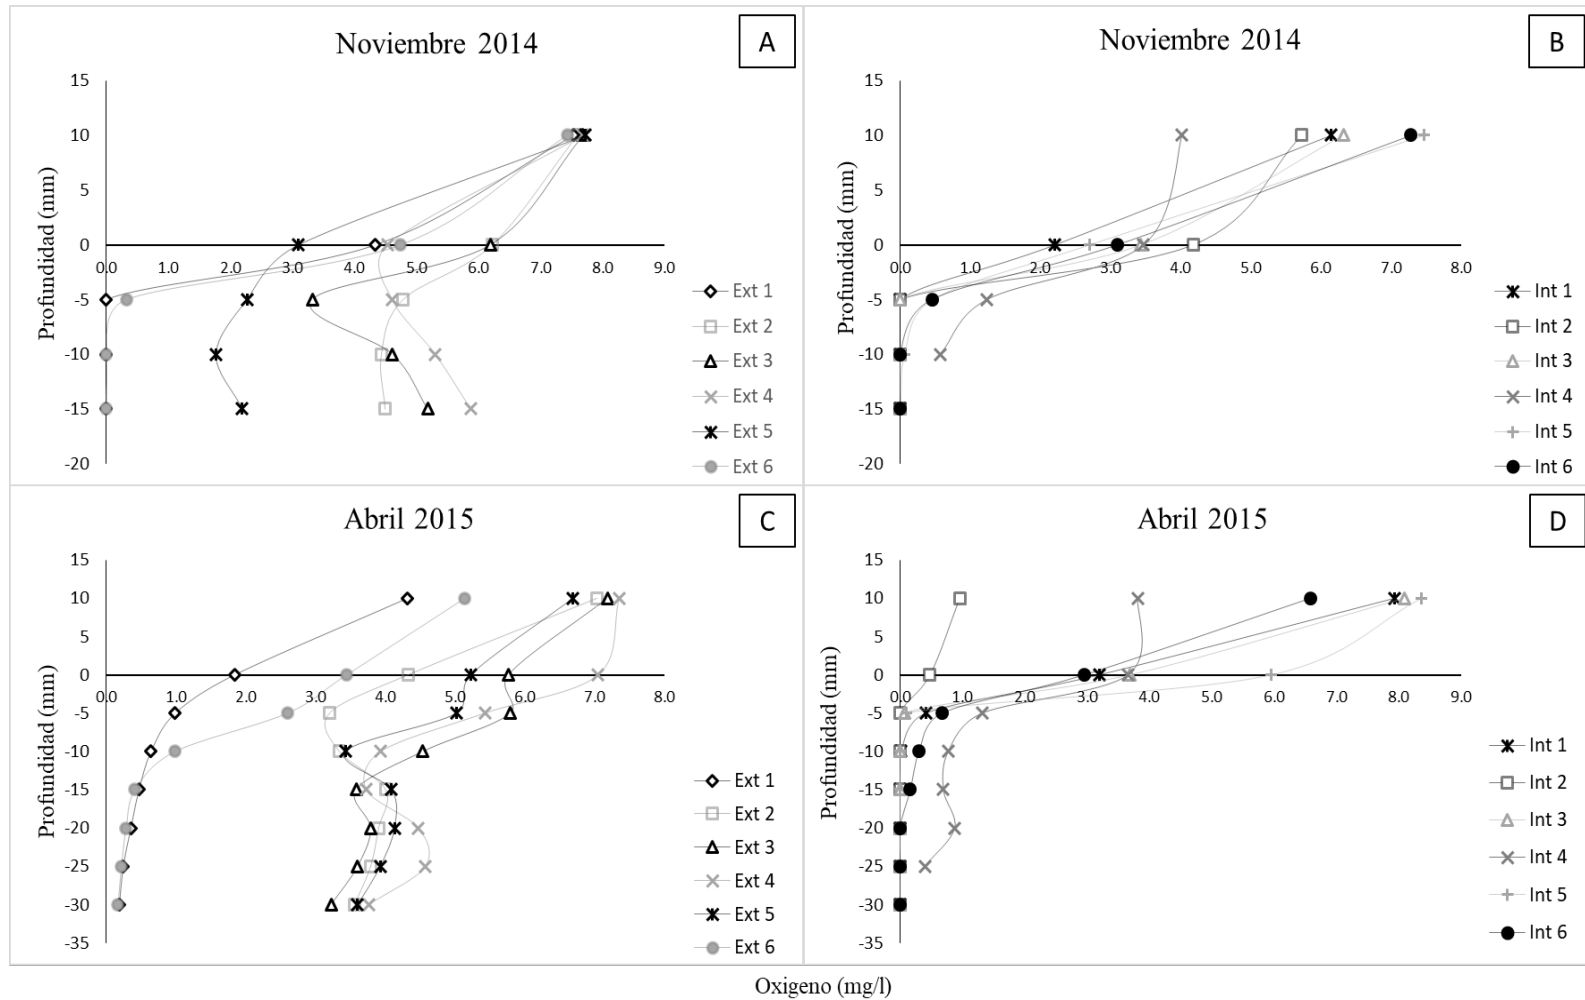 Noviembre 2014
A
15
10
5
0
-5
-10
-15
-20
Profundidad (mm)
0.0 1.0 2.0 3.0 4.0 5.0 6.0 7.0 8.0 9.0
Ext 1
Ext 2
Ext 3
Ext 4
Ext 5
Ext 6
Noviembre 2014
B
15
10
5
0
-5
-10
-15
-20
Profundidad (mm)
0.0 1.0 2.0 3.0 4.0 5.0 6.0 7.0 8.0
Int 1
Int 2
Int 3
Int 4
Int 5
Int 6
Abril 2015
C
15
10
5
0
-5
-10
-15
-20
-25
-30
-35
Profundidad (mm)
0.0 1.0 2.0 3.0 4.0 5.0 6.0 7.0 8.0
Ext 1
Ext 2
Ext 3
Ext 4
Ext 5
Ext 6
Abril 2015
D
15
10
5
0
-5
-10
-15
-20
-25
-30
-35
Profundidad (mm)
0.0 1.0 2.0 3.0 4.0 5.0 6.0 7.0 8.0 9.0
Int 1
Int 2
Int 3
Int 4
Int 5
Int 6
Oxigeno (mg/l)